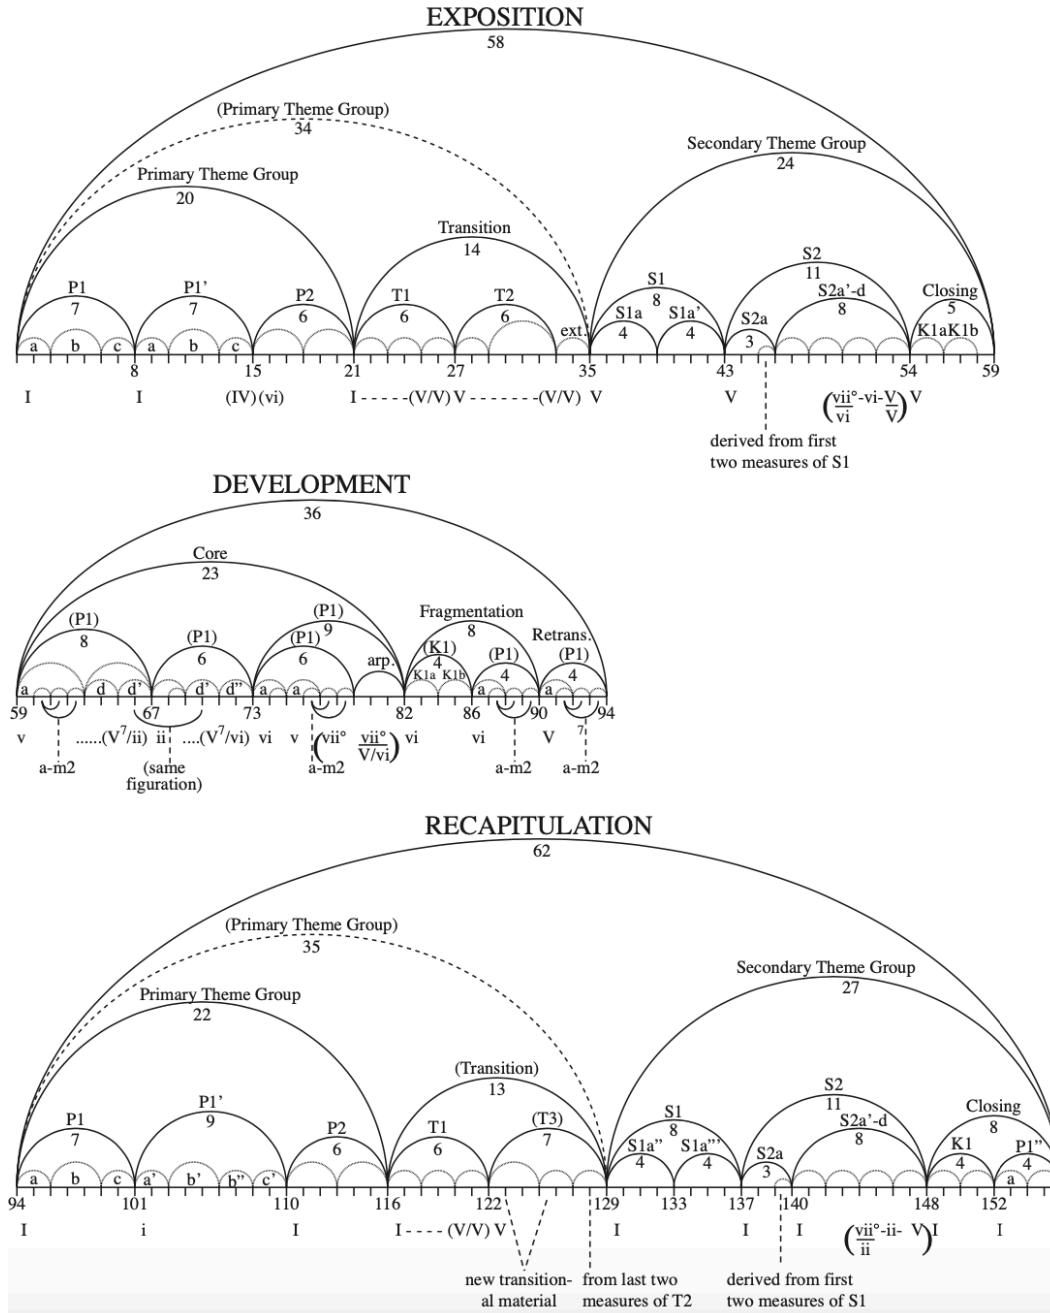 EXPOSITION
58
(Primary Theme Group)
34
Secondary Theme Group
24
Primary Theme Group
20
Transition
14
S2
11
S1
8
S2a'-d
8
P1
7
P1'
7
P2
6
T1
6
T2
6
Closing
5
S1a
4
S1a'
4
S2a
3
ext.
K1a K1b
a b c a b c
8 15 21 27 35 43 54 59
I I (IV) (vi) I - - - - - (V/V) V - - - - - - - (V/V) V V (vii°/vi - vi - V/V) V
derived from first
two measures of S1
DEVELOPMENT
36
Core
23
(P1)
9
Fragmentation
8
(P1)
8
(P1)
6
(P1)
6
Retrans.
(K1)
4
(P1)
4
(P1)
4
arp.
K1a K1b
a d d' d' d'' a a a a
59 67 73 82 86 90 94
v ......(V7/ii) ii ....(V7/vi) vi v (vii° vii°/V/vi) vi vi V 7
a-m2 (same a-m2 a-m2 a-m2
figuration)
RECAPITULATION
62
(Primary Theme Group)
35
Secondary Theme Group
27
Primary Theme Group
22
(Transition)
13
S2
11
P1'
9
S1
8
S2a'-d
8
Closing
8
P1
7
P2
6
T1
6
(T3)
7
S1a''
4
S1a'''
4
S2a
3
K1
4
P1''
4
a b c a' b' b'' c' a
94 101 110 116 122 129 133 137 140 148 152
I i I I - - - - (V/V) V I I I (vii°/ii - ii - V) I I
new transition- from last two derived from first
al material measures of T2 two measures of S1